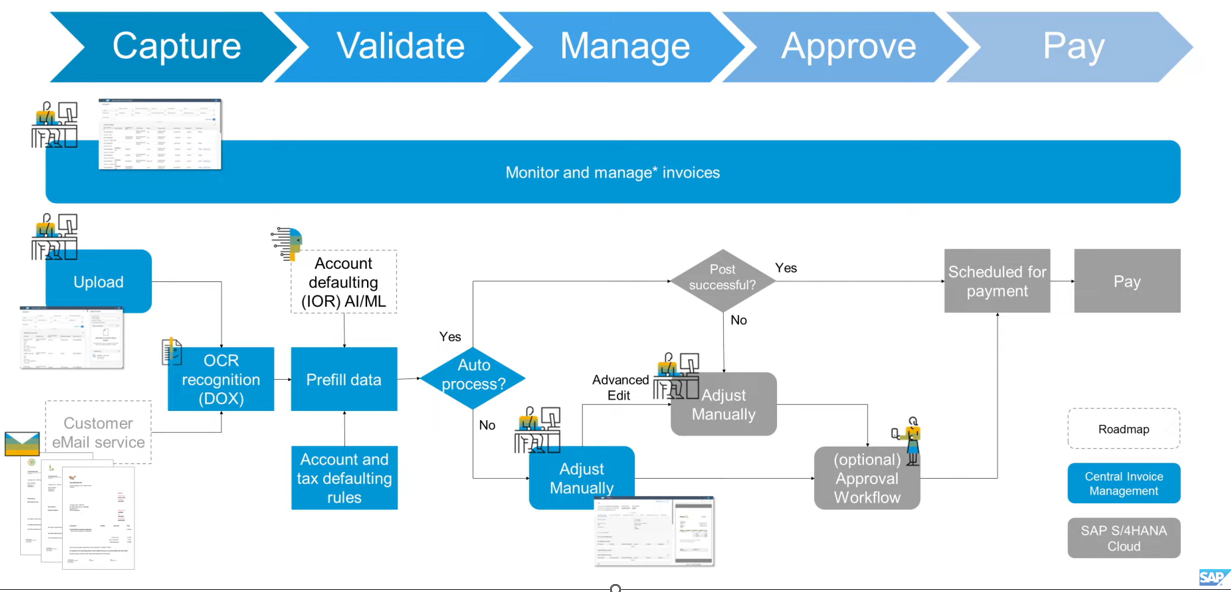 Capture
Validate
Manage
Approve
Pay
Monitor and manage* invoices
Upload
Account
defaulting
(IOR) AI/ML
Post
successful?
Yes
Scheduled for
payment
Pay
No
Yes
OCR
recognition
(DOX)
Prefill data
Auto
process?
Advanced
Edit
Adjust
Manually
Customer
eMail service
No
Account and
tax defaulting
rules
Adjust
Manually
(optional)
Approval
Workflow
Roadmap
Central Invoice
Management
SAP S/4HANA
Cloud
SAP